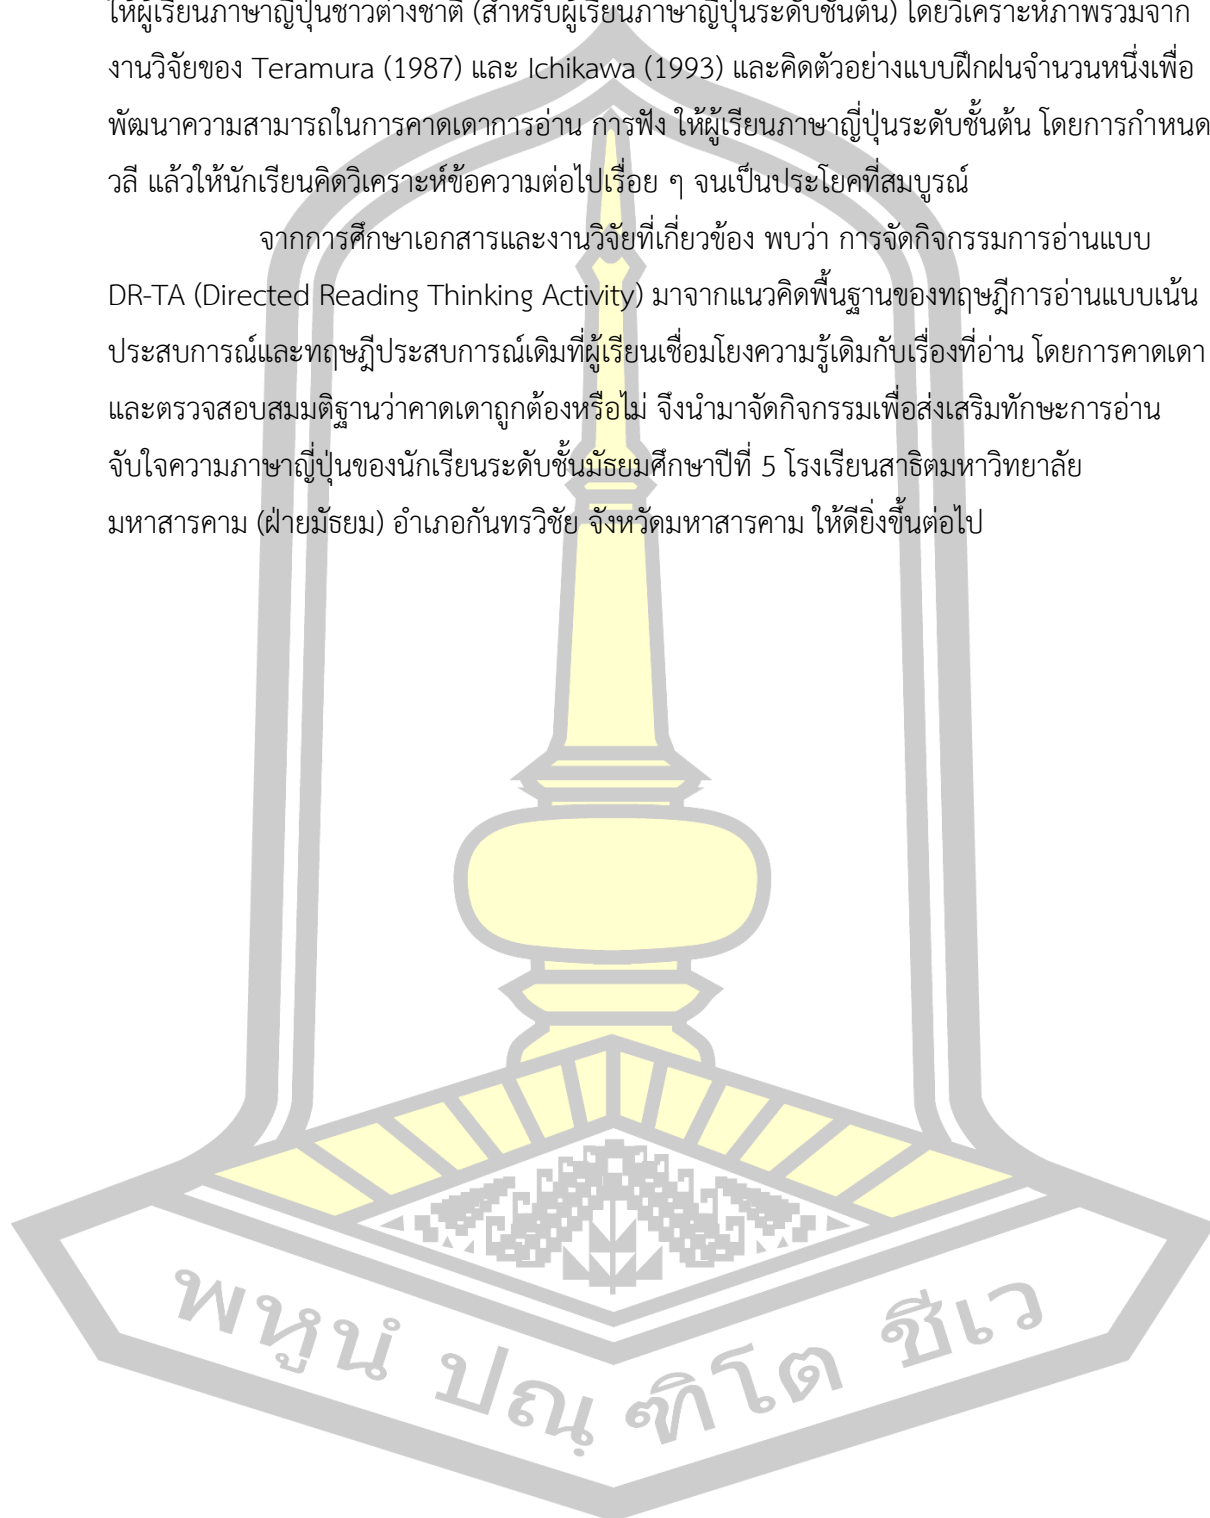 ให้ผู้เรียนภาษาญี่ปุ่นชาวต่างชาติ (สำหรับผู้เรียนภาษาญี่ปุ่นระดับชั้นต้น) โดยวิเคราะห์ภาพรวมจาก
งานวิจัยของ Teramura (1987) และ Ichikawa (1993) และคิดตัวอย่างแบบฝึกฝนจำนวนหนึ่งเพื่อ
พัฒนาความสามารถในการคาดเดาการอ่าน การฟัง ให้ผู้เรียนภาษาญี่ปุ่นระดับชั้นต้น โดยการกำหนด
วลี แล้วให้นักเรียนคิดวิเคราะห์ข้อความต่อไปเรื่อย ๆ จนเป็นประโยคที่สมบูรณ์
จากการศึกษาเอกสารและงานวิจัยที่เกี่ยวข้อง พบว่า การจัดกิจกรรมการอ่านแบบ
DR-TA (Directed Reading Thinking Activity) มาจากแนวคิดพื้นฐานของทฤษฎีการอ่านแบบเน้น
ประสบการณ์และทฤษฎีประสบการณ์เดิมที่ผู้เรียนเชื่อมโยงความรู้เดิมกับเรื่องที่อ่าน โดยการคาดเดา
และตรวจสอบสมมติฐานว่าคาดเดาถูกต้องหรือไม่ จึงนำมาจัดกิจกรรมเพื่อส่งเสริมทักษะการอ่าน
จับใจความภาษาญี่ปุ่นของนักเรียนระดับชั้นมัธยมศึกษาปีที่ 5 โรงเรียนสาธิตมหาวิทยาลัย
มหาสารคาม (ฝ่ายมัธยม) อำเภอกันทรวิชัย จังหวัดมหาสารคาม ให้ดียิ่งขึ้นต่อไป
พหูนํ ปณฺ ฑิโต ชีเว